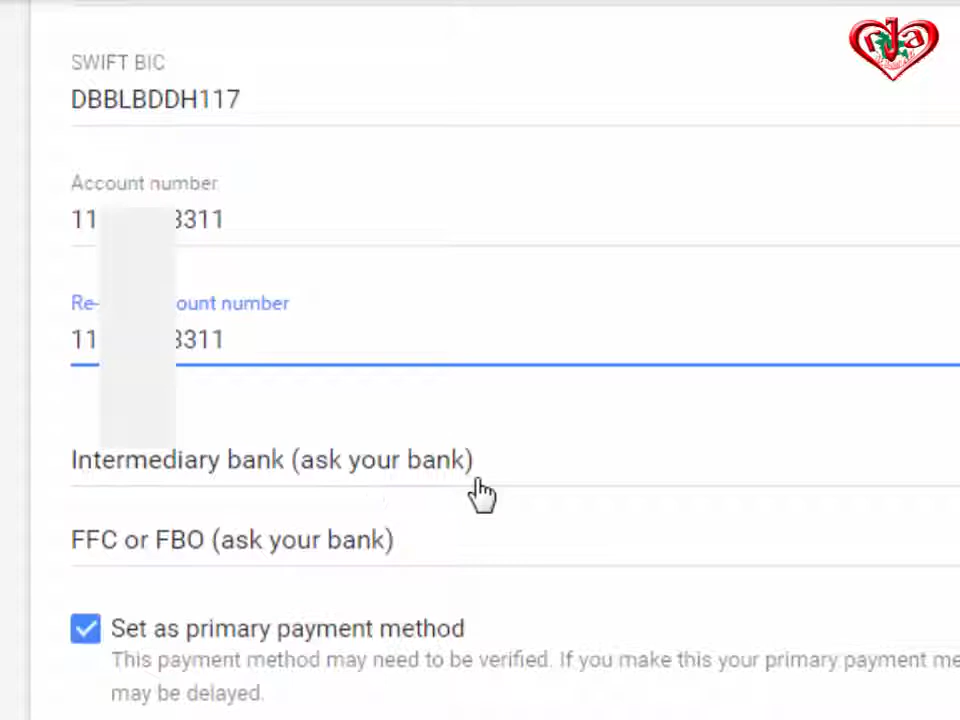 SWIFT BIC
DBBLBDDH117
Account number
11 3311
Re- ount number
11 3311
Intermediary bank (ask your bank)
FFC or FBO (ask your bank)
Set as primary payment method
This payment method may need to be verified. If you make this your primary payment me
may be delayed.
rja